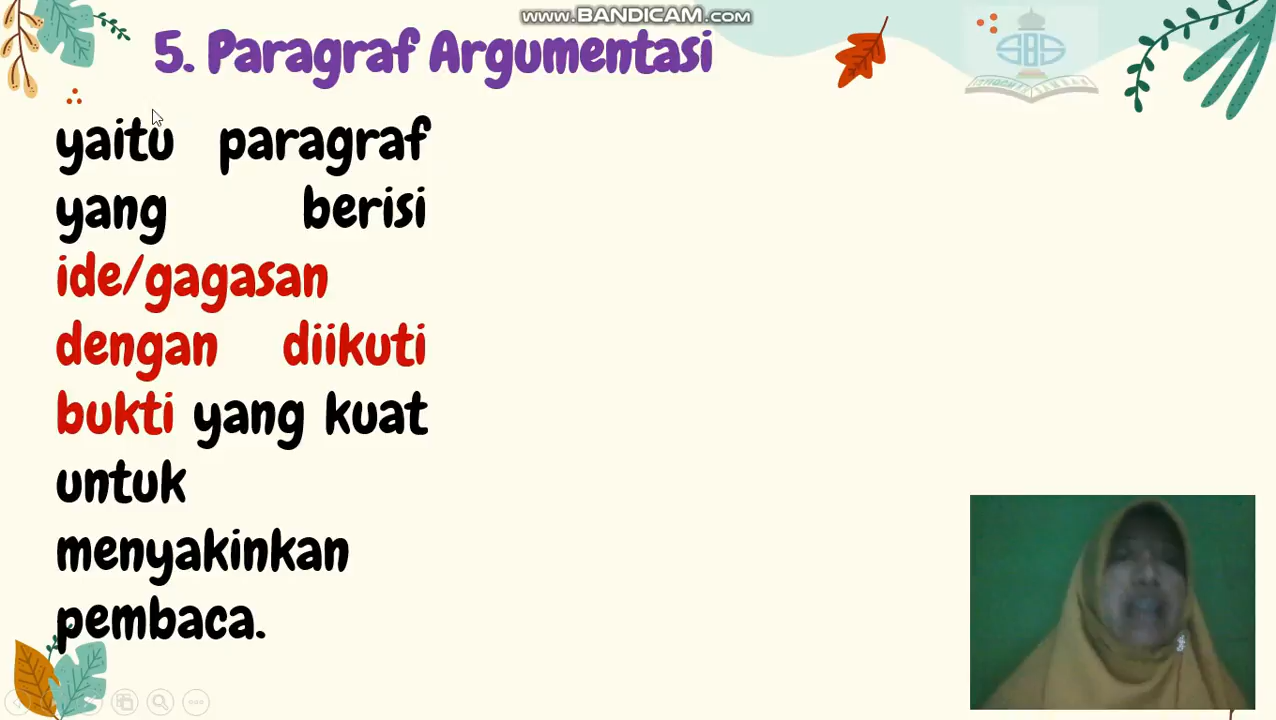 www.BANDICAM.com
5. Paragraf Argumentasi
SBS
yaitu paragraf
yang berisi
ide/gagasan
dengan diikuti
bukti yang kuat
untuk
menyakinkan
pembaca.